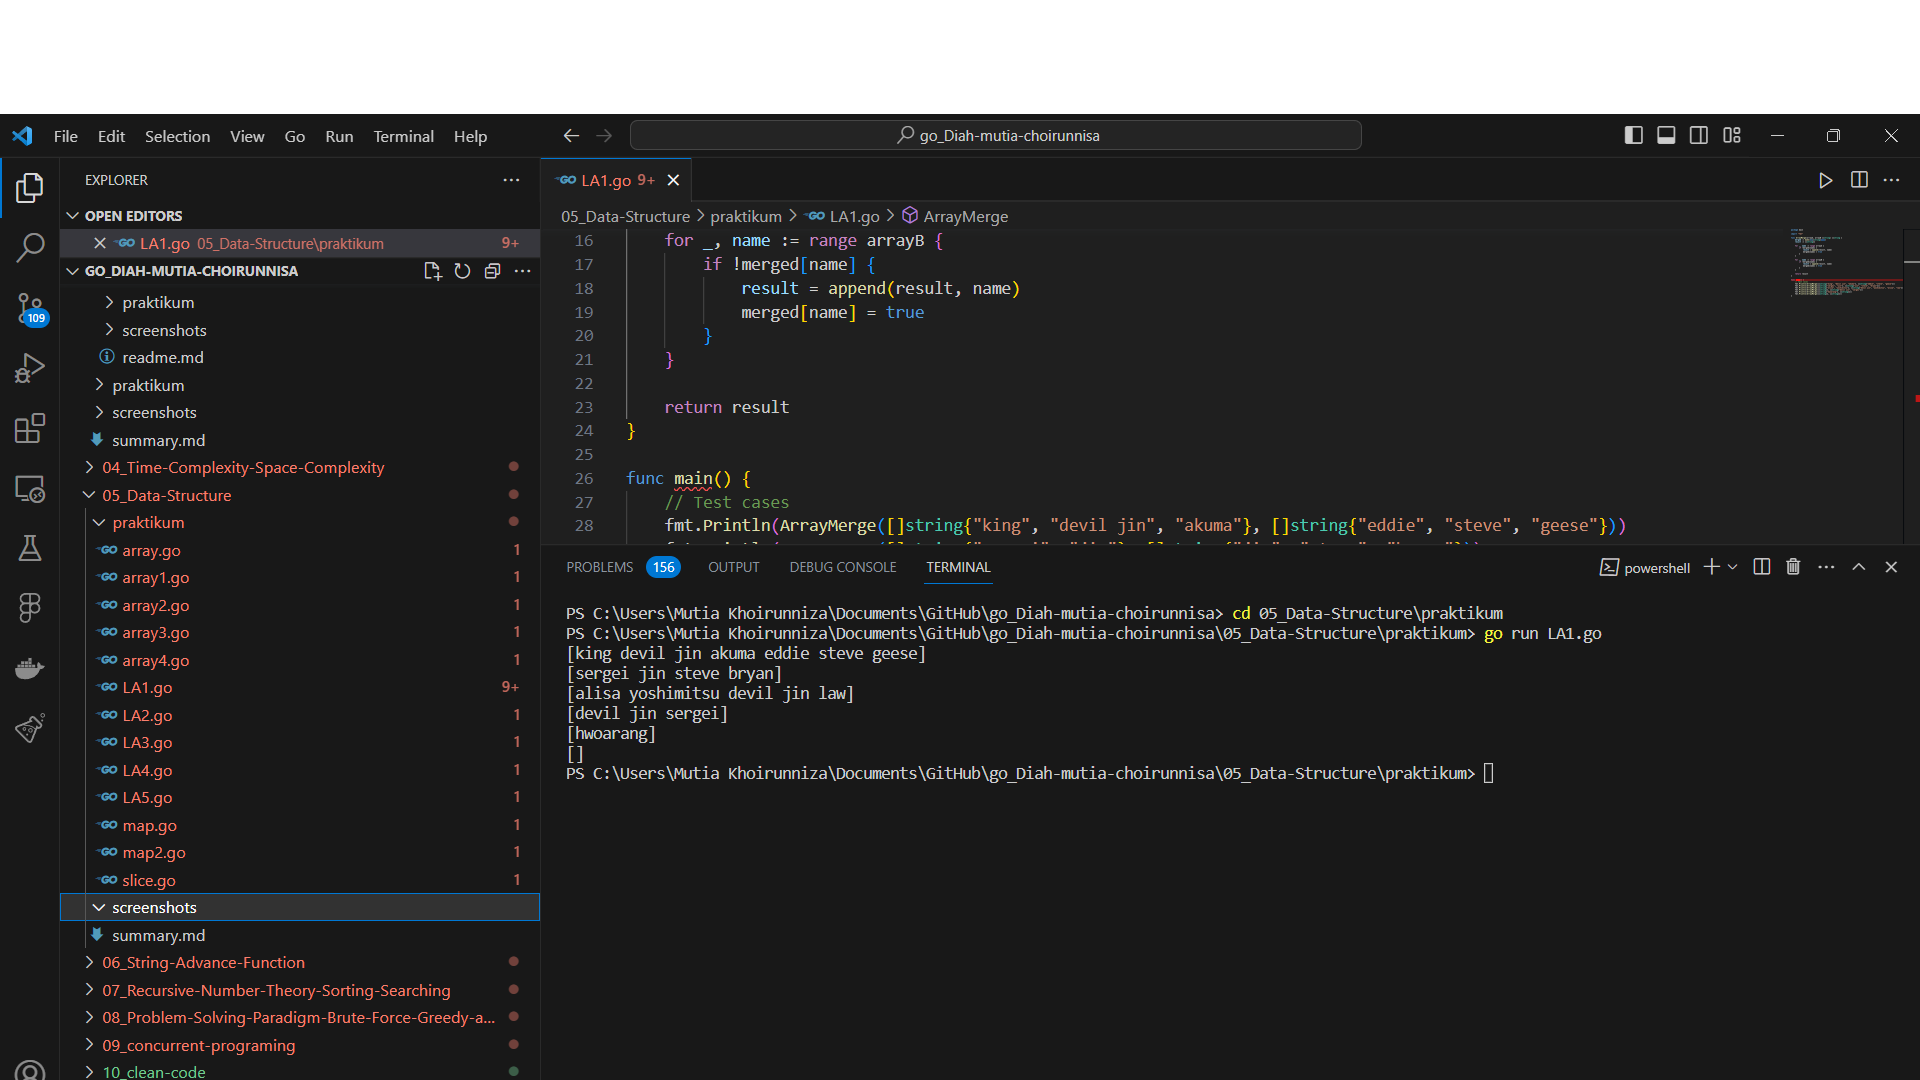 File Edit Selection View Go Run Terminal Help
go_Diah-mutia-choirunnisa
EXPLORER
OPEN EDITORS
LA1.go 05_Data-Structure\praktikum 9+
GO_DIAH-MUTIA-CHOIRUNNISA
praktikum
screenshots
readme.md
praktikum
screenshots
summary.md
04_Time-Complexity-Space-Complexity
05_Data-Structure
praktikum
array.go 1
array1.go 1
array2.go 1
array3.go 1
array4.go 1
LA1.go 9+
LA2.go 1
LA3.go 1
LA4.go 1
LA5.go 1
map.go 1
map2.go 1
slice.go 1
screenshots
summary.md
06_String-Advance-Function
07_Recursive-Number-Theory-Sorting-Searching
08_Problem-Solving-Paradigm-Brute-Force-Greedy-a...
09_concurrent-programing
10_clean-code
109
LA1.go 9+
05_Data-Structure > praktikum > LA1.go > ArrayMerge
16 for _, name := range arrayB {
17 if !merged[name] {
18 result = append(result, name)
19 merged[name] = true
20 }
21 }
22
23 return result
24 }
25
26 func main() {
27 // Test cases
28 fmt.Println(ArrayMerge([]string{"king", "devil jin", "akuma"}, []string{"eddie", "steve", "geese"}))
PROBLEMS 156 OUTPUT DEBUG CONSOLE TERMINAL
powershell
PS C:\Users\Mutia Khoirunniza\Documents\GitHub\go_Diah-mutia-choirunnisa> cd 05_Data-Structure\praktikum
PS C:\Users\Mutia Khoirunniza\Documents\GitHub\go_Diah-mutia-choirunnisa\05_Data-Structure\praktikum> go run LA1.go
[king devil jin akuma eddie steve geese]
[sergei jin steve bryan]
[alisa yoshimitsu devil jin law]
[devil jin sergei]
[hwoarang]
[]
PS C:\Users\Mutia Khoirunniza\Documents\GitHub\go_Diah-mutia-choirunnisa\05_Data-Structure\praktikum>